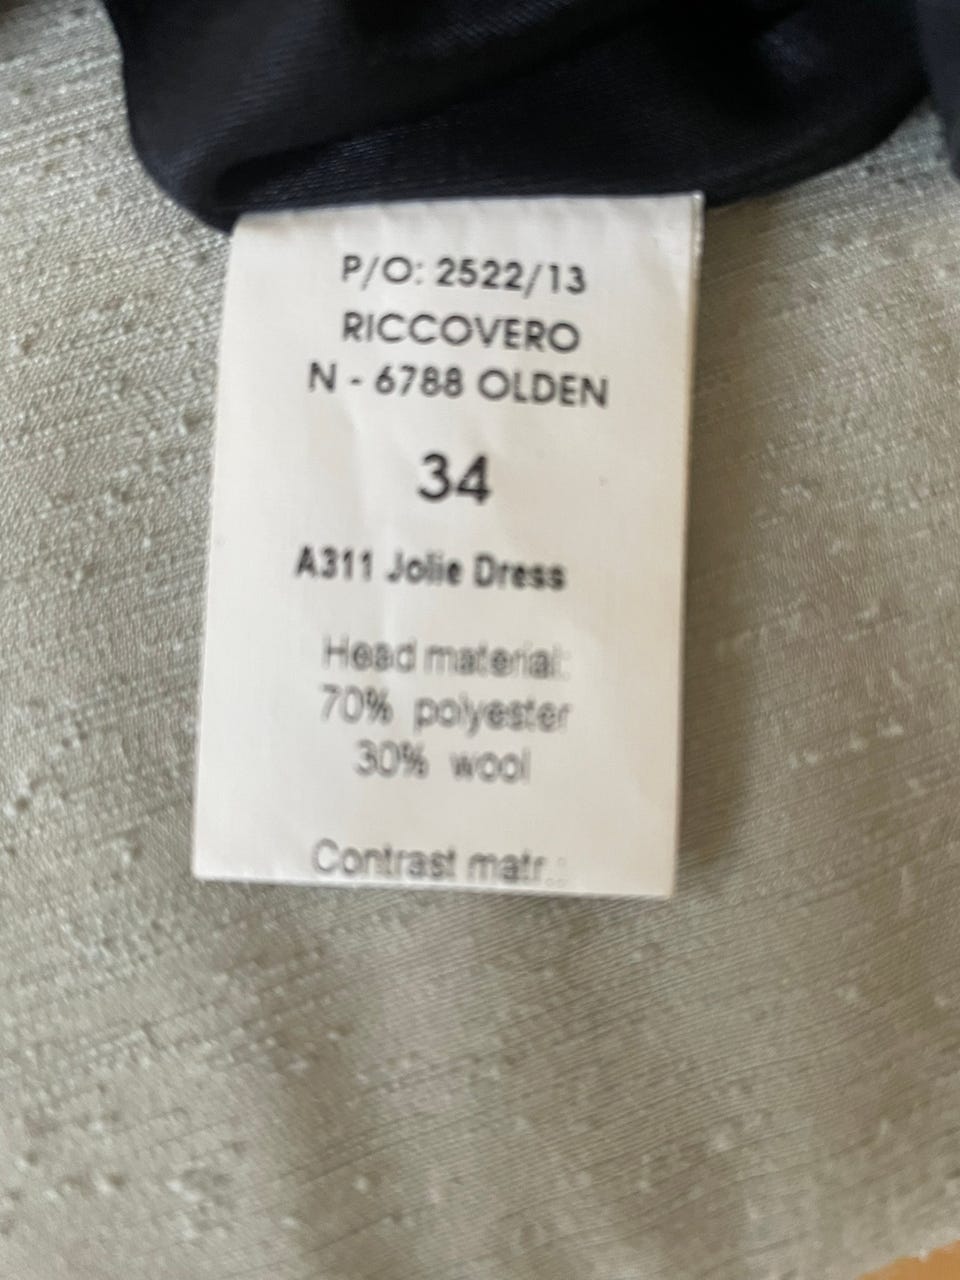 P/O: 2522/13
RICCOVERO
N - 6788 OLDEN
34
A311 Jolie Dress
Head material:
70% polyester
30% wool
Contrast matr.: